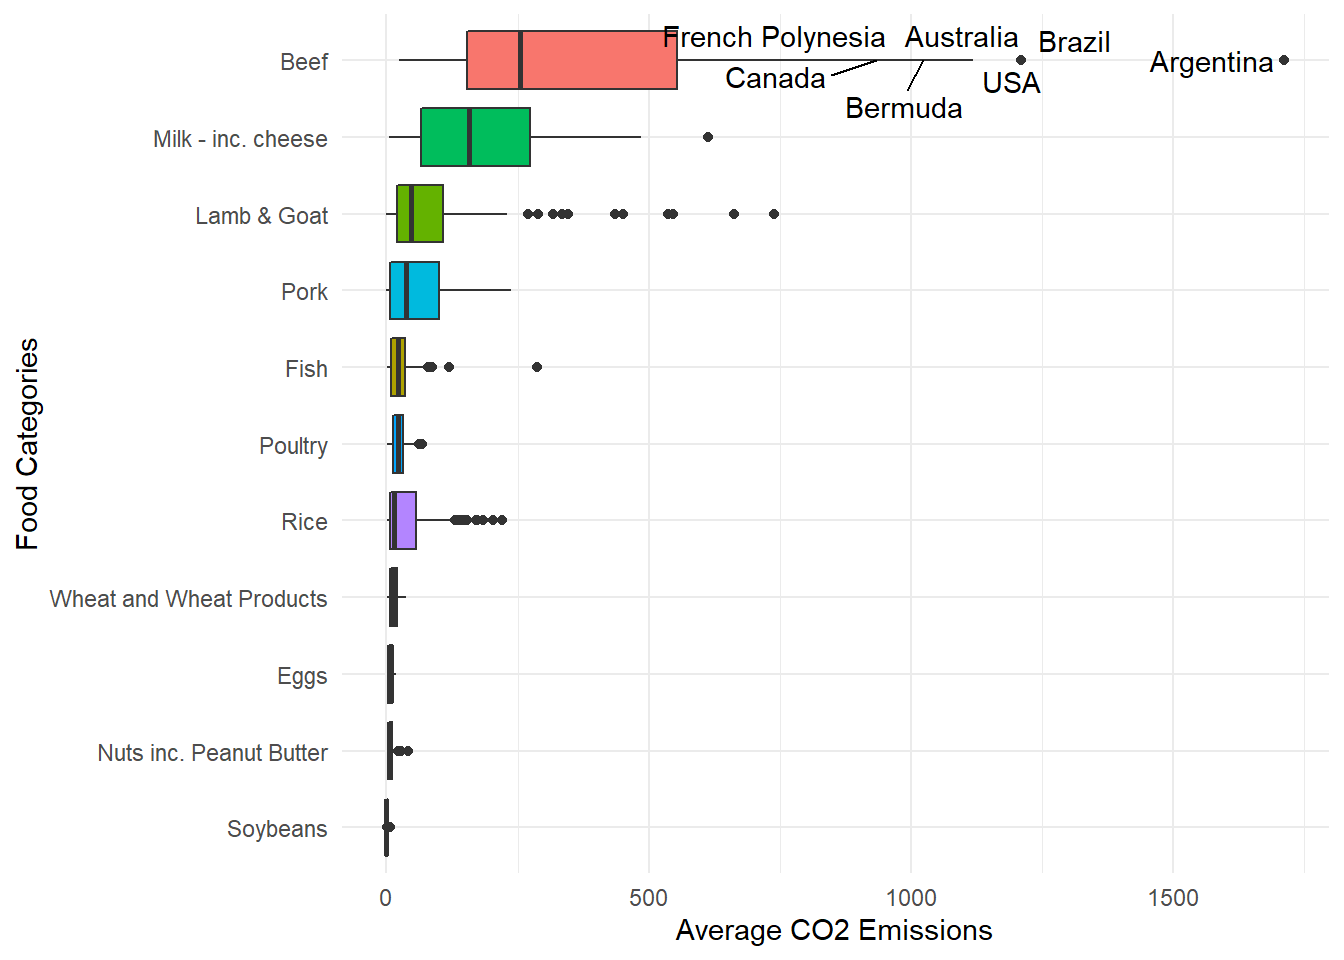 French Polynesia
Australia
Brazil
Beef
Canada
Argentina
USA
Bermuda
Milk - inc. cheese
Lamb & Goat
Pork
Fish
Poultry
Rice
Wheat and Wheat Products
Eggs
Nuts inc. Peanut Butter
Soybeans
Food Categories
0
500
1000
1500
Average CO2 Emissions